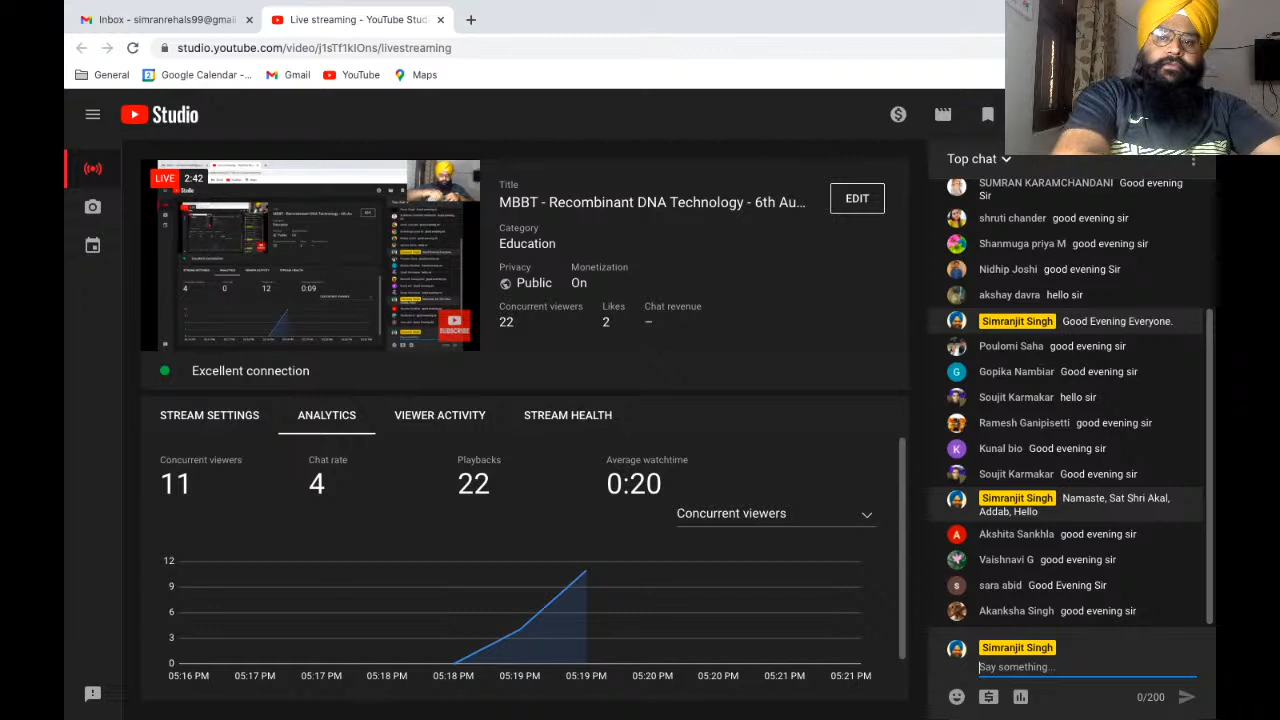 Inbox - simranrehals99@gmail
Live streaming - YouTube Stud
studio.youtube.com/video/j1sTf1kIOns/livestreaming
General
Google Calendar -...
Gmail
YouTube
Maps
Studio
LIVE 2:42
SUBSCRIBE
Title
MBBT - Recombinant DNA Technology - 6th Au...
EDIT
Category
Education
Privacy
Monetization
Public
On
Concurrent viewers
Likes
Chat revenue
22
2
–
Excellent connection
STREAM SETTINGS
ANALYTICS
VIEWER ACTIVITY
STREAM HEALTH
Concurrent viewers
Chat rate
Playbacks
Average watchtime
11
4
22
0:20
Concurrent viewers
12
9
6
3
0
05:16 PM
05:17 PM
05:17 PM
05:18 PM
05:18 PM
05:19 PM
05:19 PM
05:20 PM
05:20 PM
05:21 PM
05:21 PM
Top chat
SUMRAN KARAMCHANDANI Good evening
Sir
shruti chander good evening sir
Shanmuga priya M good evening sir
Nidhip Joshi good evening Sir
akshay davra hello sir
Simranjit Singh Good Evening Everyone.
Poulomi Saha good evening sir
G
Gopika Nambiar Good evening sir
Soujit Karmakar hello sir
Ramesh Ganipisetti good evening sir
K
Kunal bio Good evening sir
Soujit Karmakar Good evening sir
Simranjit Singh Namaste, Sat Shri Akal,
Addab, Hello
A
Akshita Sankhla good evening sir
Vaishnavi G good evening sir
s
sara abid Good Evening Sir
Akanksha Singh good evening sir
Simranjit Singh
Say something...
0/200